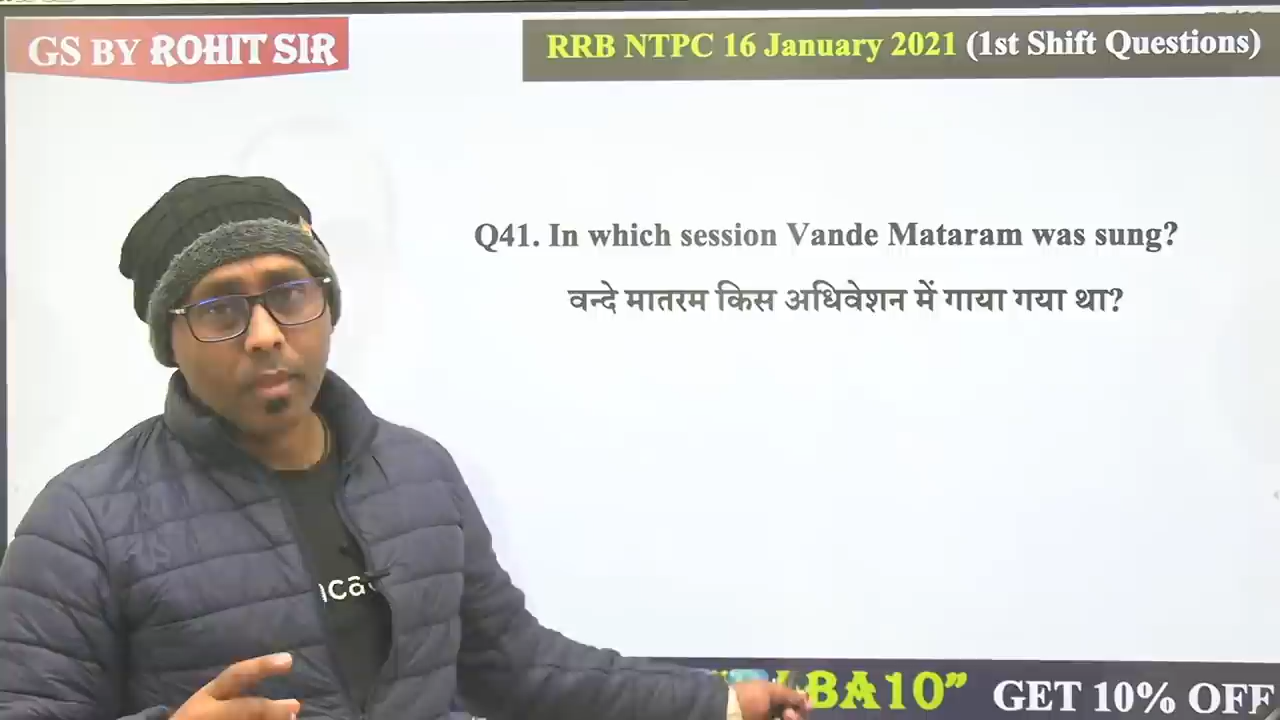 GS BY ROHIT SIR
RRB NTPC 16 January 2021 (1st Shift Questions)
Q41. In which session Vande Mataram was sung?
वन्दे मातरम किस अधिवेशन में गाया गया था?
BA10” GET 10% OFF